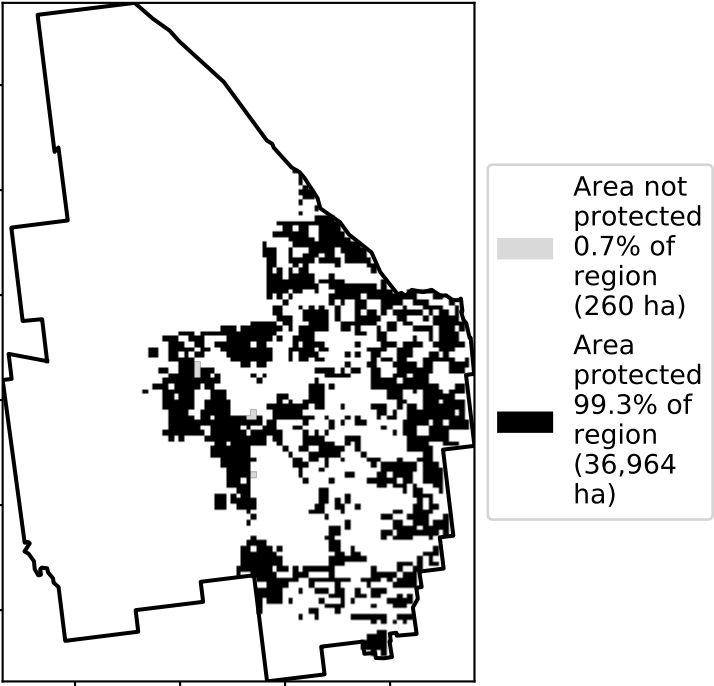 Area not
protected
0.7% of
region
(260 ha)
Area
protected
99.3% of
region
(36,964
ha)